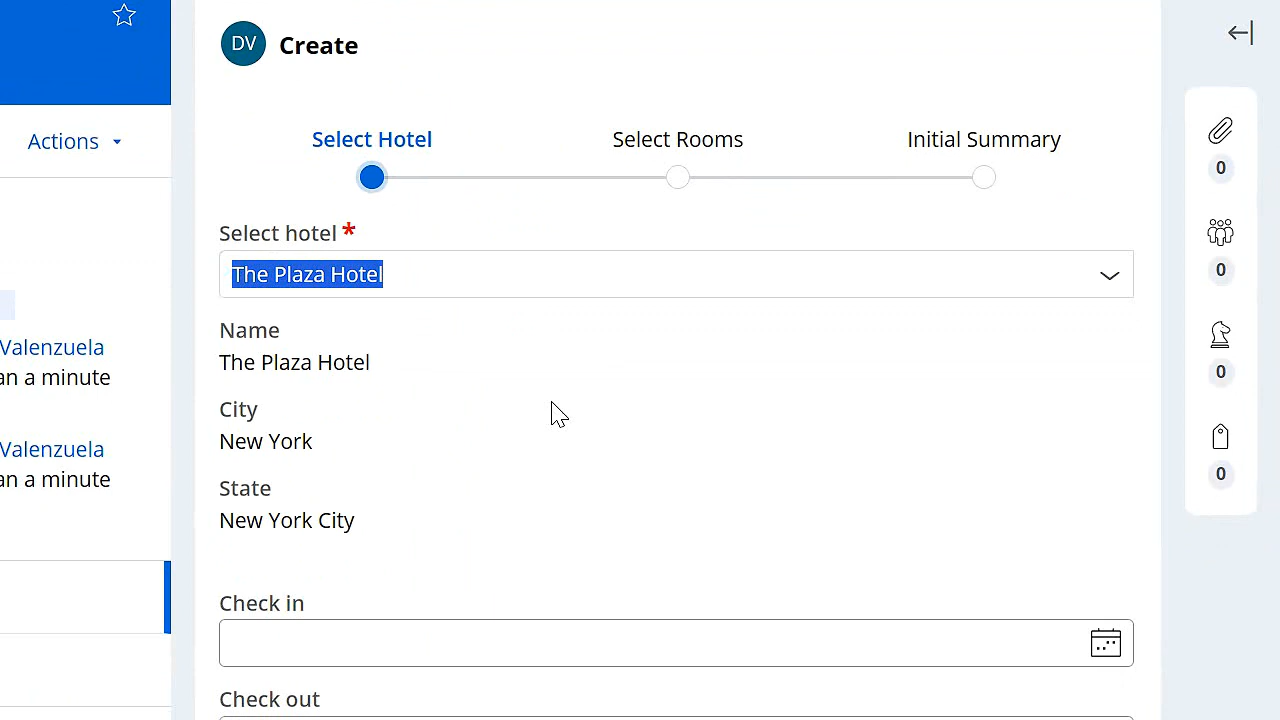 DV Create
Actions
Select Hotel Select Rooms Initial Summary
0
Select hotel *
The Plaza Hotel
0
Name
The Plaza Hotel
Valenzuela
an a minute
0
City
New York
Valenzuela
an a minute
0
State
New York City
Check in
Check out